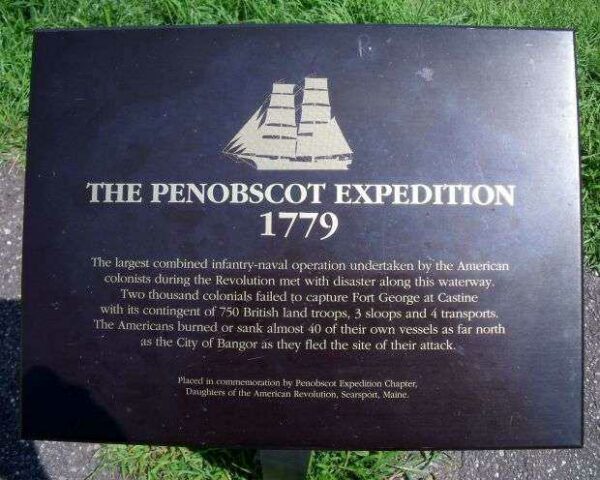 THE PENOBSCOT EXPEDITION
1779
The largest combined infantry-naval operation undertaken by the American
colonists during the Revolution met with disaster along this waterway.
Two thousand colonials failed to capture Fort George at Castine
with its contingent of 750 British land troops, 3 sloops and 4 transports.
The Americans burned or sank almost 40 of their own vessels as far north
as the City of Bangor as they fled the site of their attack.
Placed in commemoration by Penobscot Expedition Chapter,
Daughters of the American Revolution, Searsport, Maine.